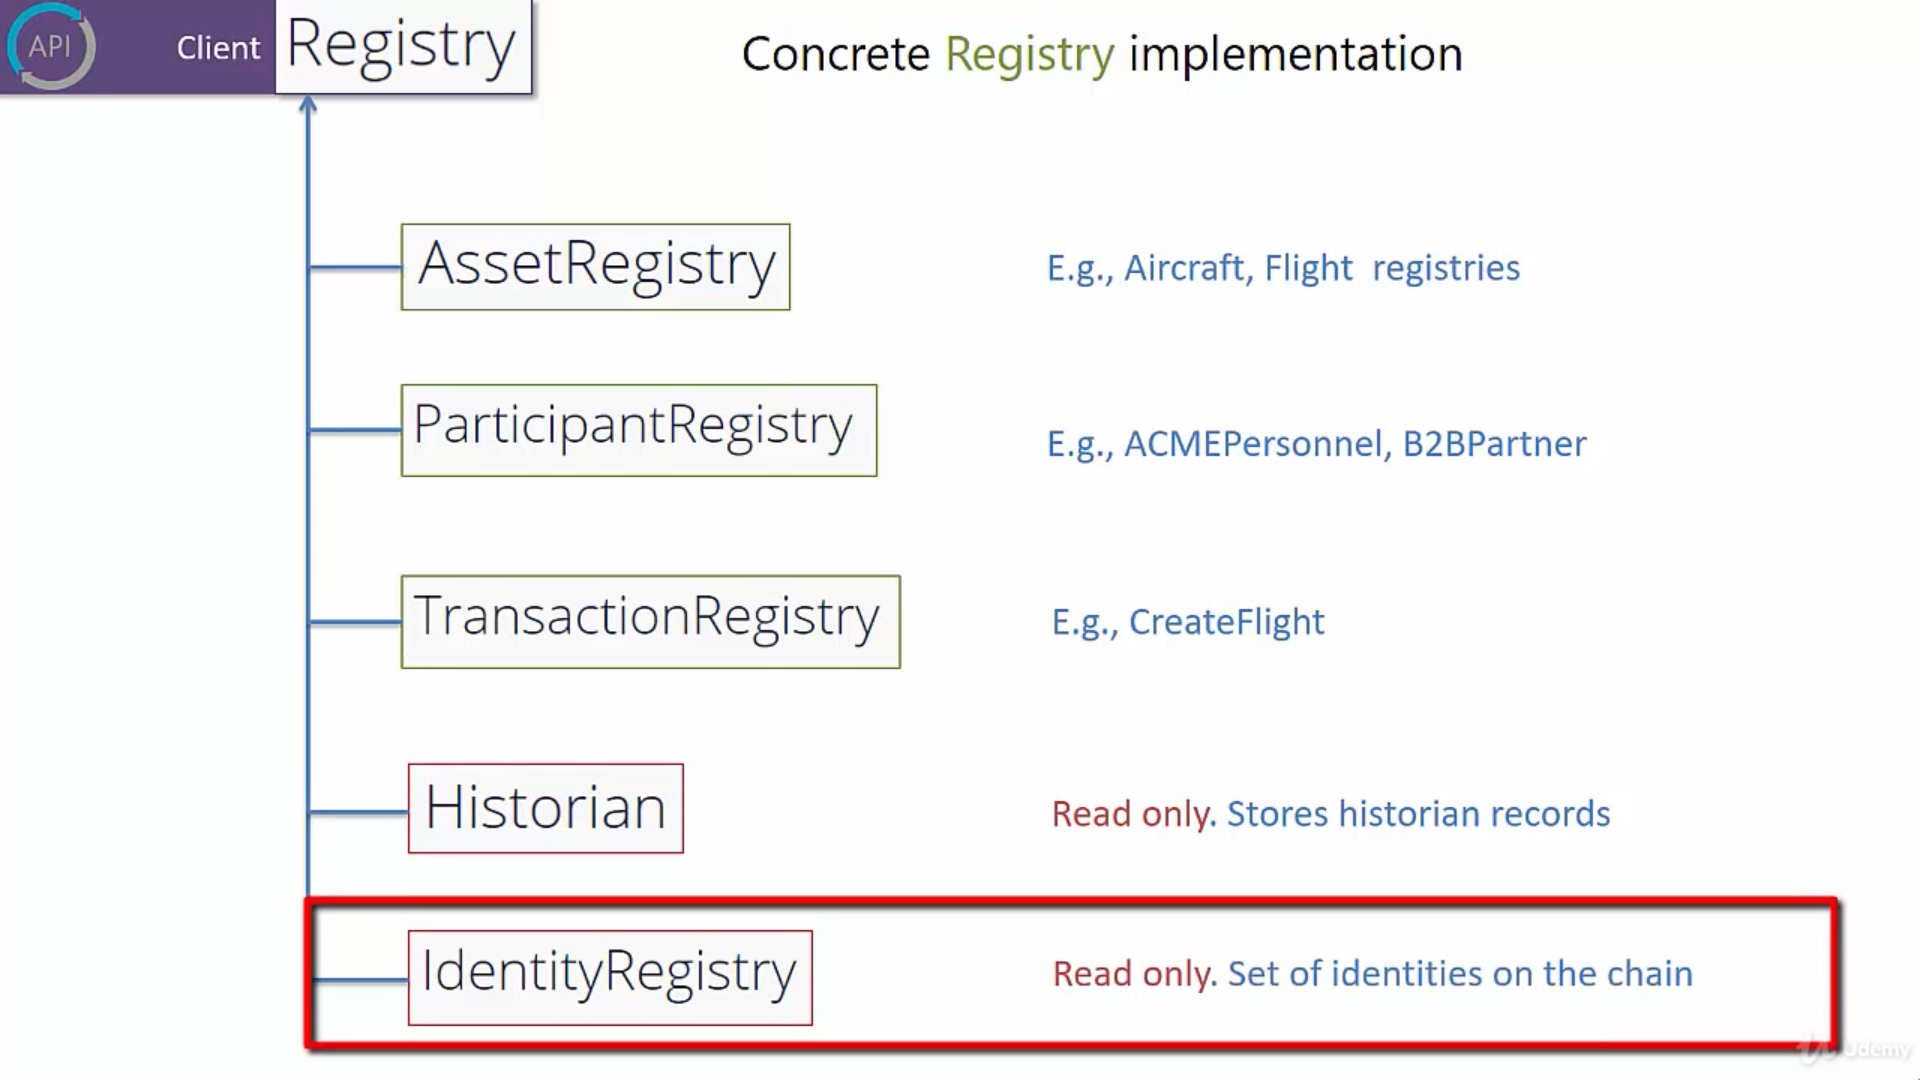 API
Client
Registry
Concrete Registry implementation
AssetRegistry
E.g., Aircraft, Flight registries
ParticipantRegistry
E.g., ACMEPersonnel, B2BPartner
TransactionRegistry
E.g., CreateFlight
Historian
Read only. Stores historian records
IdentityRegistry
Read only. Set of identities on the chain
Udemy